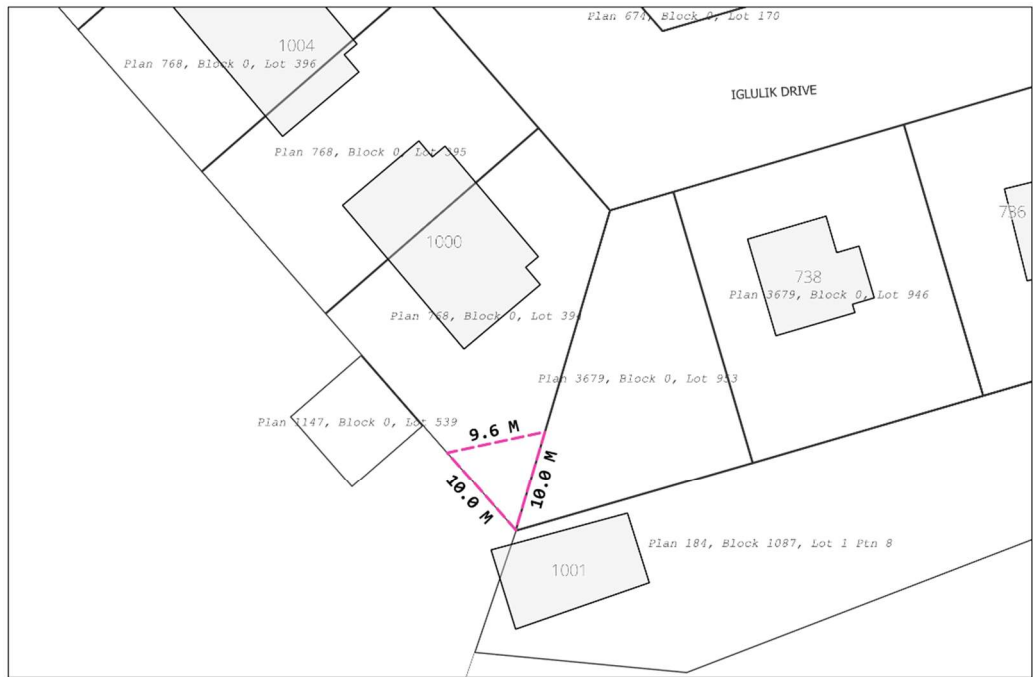 Plan 674, Block 0, Lot 170
1004
Plan 768, Block 0, Lot 396
IGLULIK DRIVE
Plan 768, Block 0, Lot 395
786
1000
738
Plan 3679, Block 0, Lot 946
Plan 768, Block 0, Lot 394
Plan 3679, Block 0, Lot 953
Plan 1147, Block 0, Lot 539
9.6 M
10.0 M
10.0 M
Plan 184, Block 1087, Lot 1 Ptn 8
1001